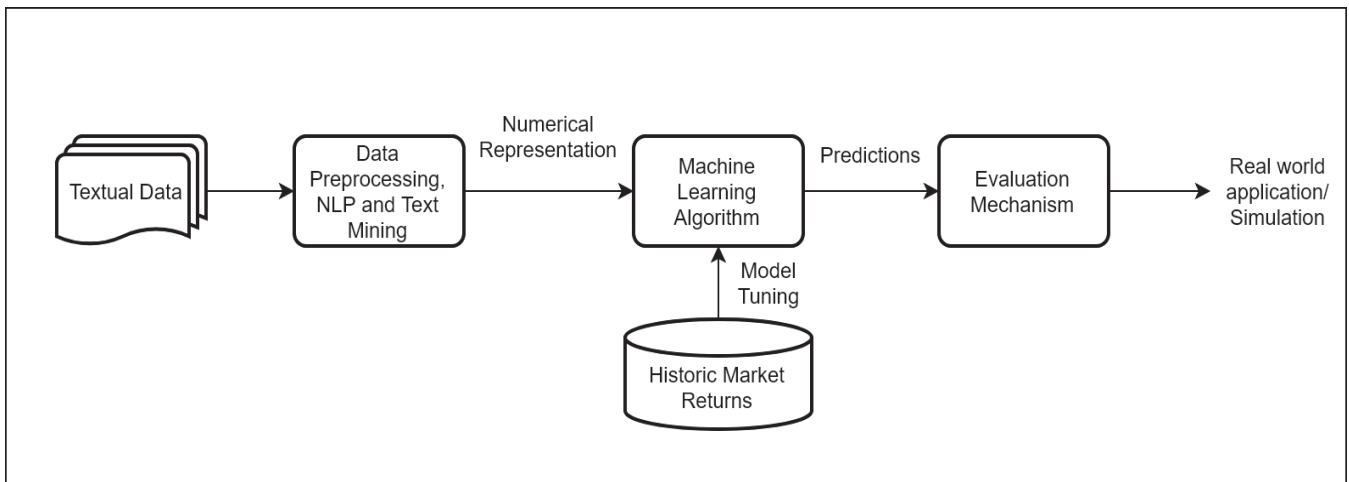 Textual Data
Data
Preprocessing,
NLP and Text
Mining
Numerical
Representation
Machine
Learning
Algorithm
Predictions
Evaluation
Mechanism
Real world
application/
Simulation
Model
Tuning
Historic Market
Returns